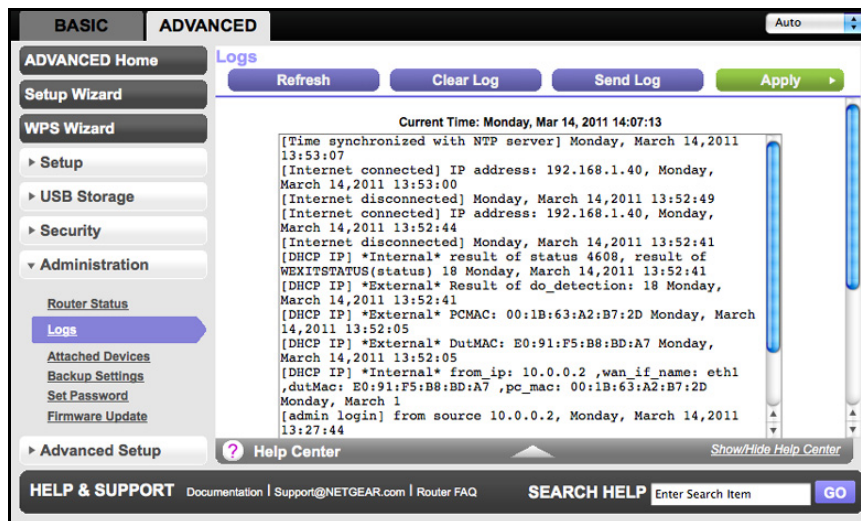 BASIC
ADVANCED
Auto
ADVANCED Home
Setup Wizard
WPS Wizard
Setup
USB Storage
Security
Administration
Router Status
Logs
Attached Devices
Backup Settings
Set Password
Firmware Update
Advanced Setup
Logs
Refresh
Clear Log
Send Log
Apply
Current Time: Monday, Mar 14, 2011 14:07:13
[Time synchronized with NTP server] Monday, March 14,2011
13:53:07
[Internet connected] IP address: 192.168.1.40, Monday,
March 14,2011 13:53:00
[Internet disconnected] Monday, March 14,2011 13:52:49
[Internet connected] IP address: 192.168.1.40, Monday,
March 14,2011 13:52:44
[Internet disconnected] Monday, March 14,2011 13:52:41
[DHCP IP] *Internal* result of status 4608, result of
WEXITSTATUS(status) 18 Monday, March 14,2011 13:52:41
[DHCP IP] *External* Result of do_detection: 18 Monday,
March 14,2011 13:52:41
[DHCP IP] *External* PCMAC: 00:1B:63:A2:B7:2D Monday, March
14,2011 13:52:05
[DHCP IP] *External* DutMAC: E0:91:F5:B8:BD:A7 Monday,
March 14,2011 13:52:05
[DHCP IP] *Internal* from_ip: 10.0.0.2 ,wan_if_name: eth1
,dutMac: E0:91:F5:B8:BD:A7 ,pc_mac: 00:1B:63:A2:B7:2D
Monday, March 1
[admin login] from source 10.0.0.2, Monday, March 14,2011
13:27:44
? Help Center
Show/Hide Help Center
HELP & SUPPORT Documentation | Support@NETGEAR.com | Router FAQ
SEARCH HELP Enter Search Item GO